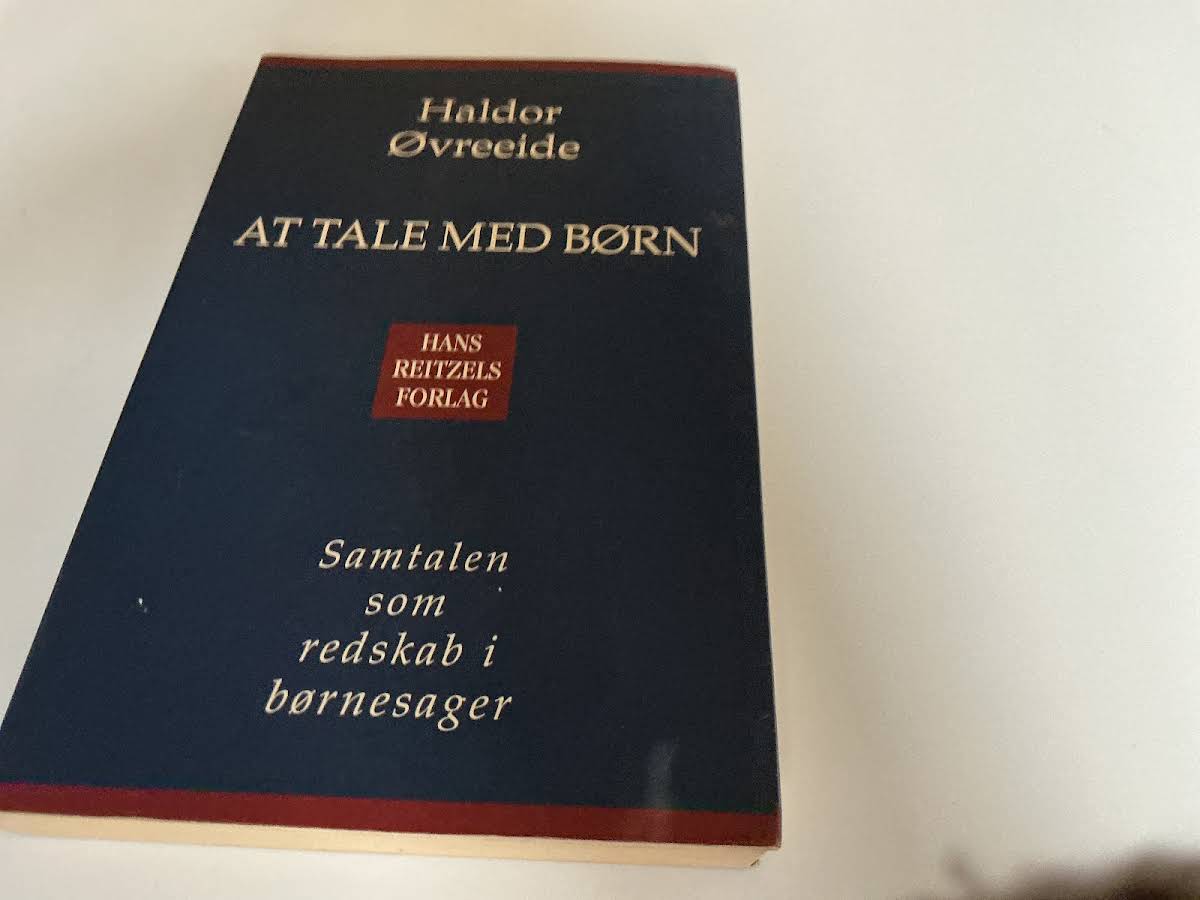 Haldor
Øvreeide
AT TALE MED BØRN
HANS
REITZELS
FORLAG
Samtalen
som
redskab i
børnesager